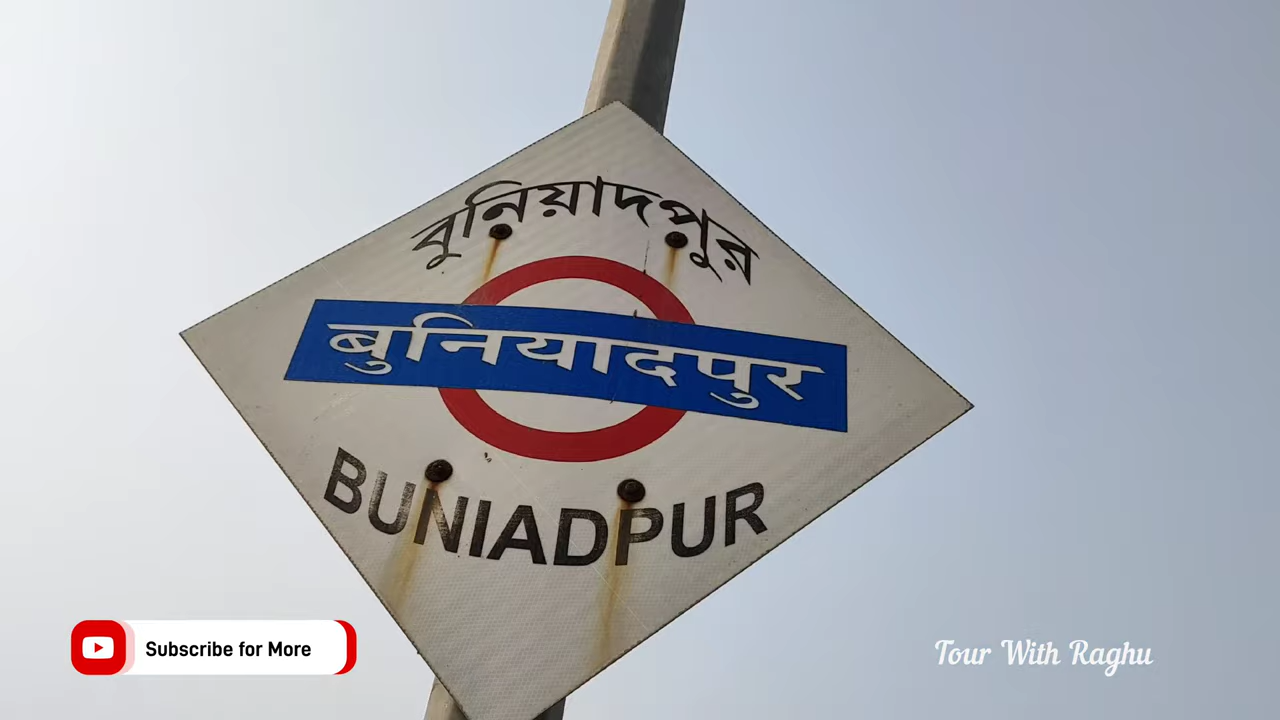 বুনিয়াদপুর
बुनियादपुर
BUNIADPUR
Subscribe for More
Tour With Raghu